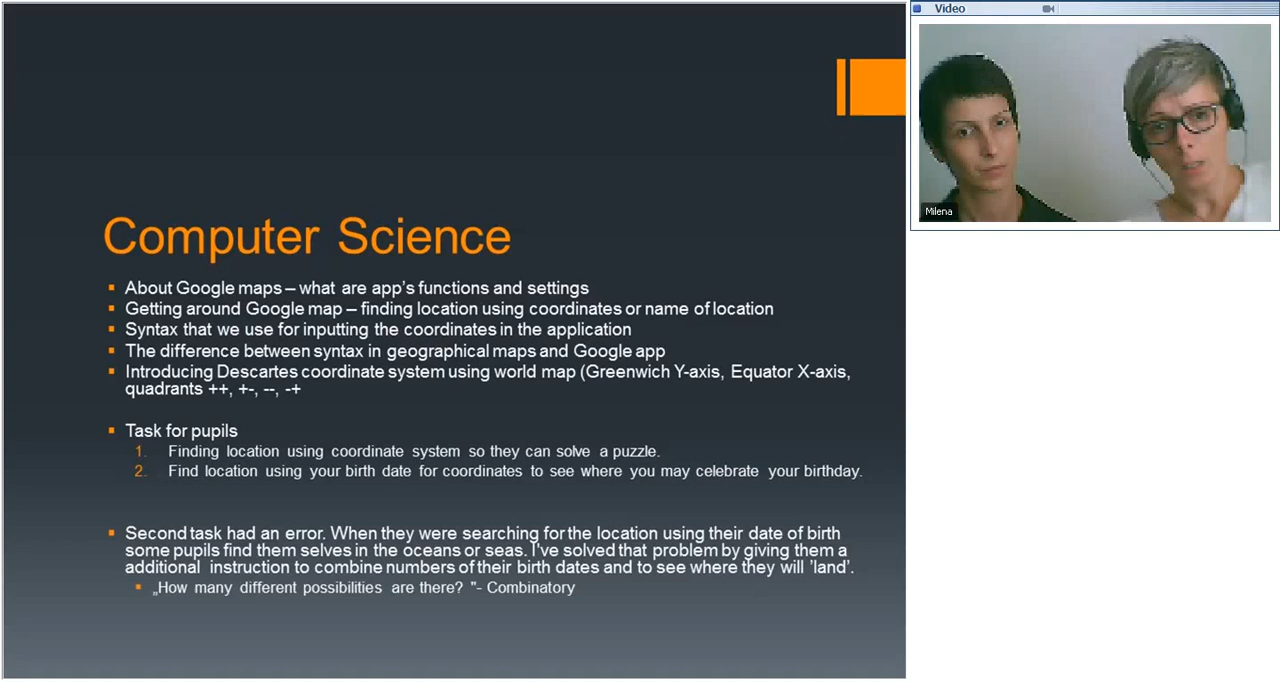 Video
Milena
Computer Science
About Google maps – what are app's functions and settings
Getting around Google map – finding location using coordinates or name of location
Syntax that we use for inputting the coordinates in the application
The difference between syntax in geographical maps and Google app
Introducing Descartes coordinate system using world map (Greenwich Y-axis, Equator X-axis,
quadrants ++, +-, --, -+
Task for pupils
1. Finding location using coordinate system so they can solve a puzzle.
2. Find location using your birth date for coordinates to see where you may celebrate your birthday.
Second task had an error. When they were searching for the location using their date of birth
some pupils find them selves in the oceans or seas. I've solved that problem by giving them a
additional instruction to combine numbers of their birth dates and to see where they will 'land'.
„How many different possibilities are there? "- Combinatory